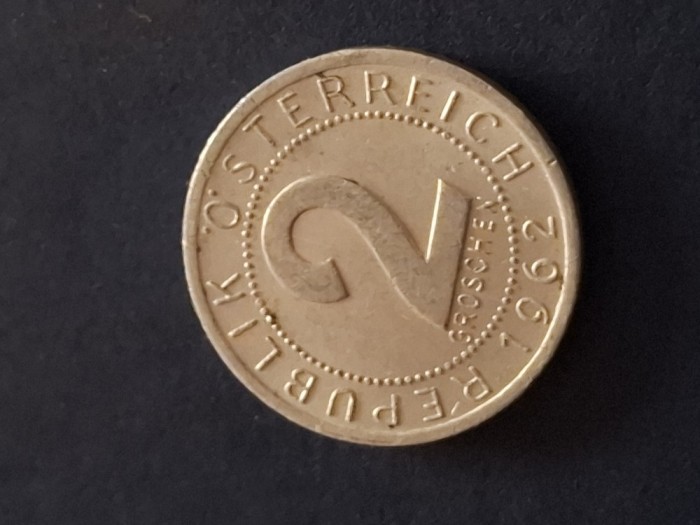 REPUBLIK ÖSTERREICH
1962
2
GROSCHEN